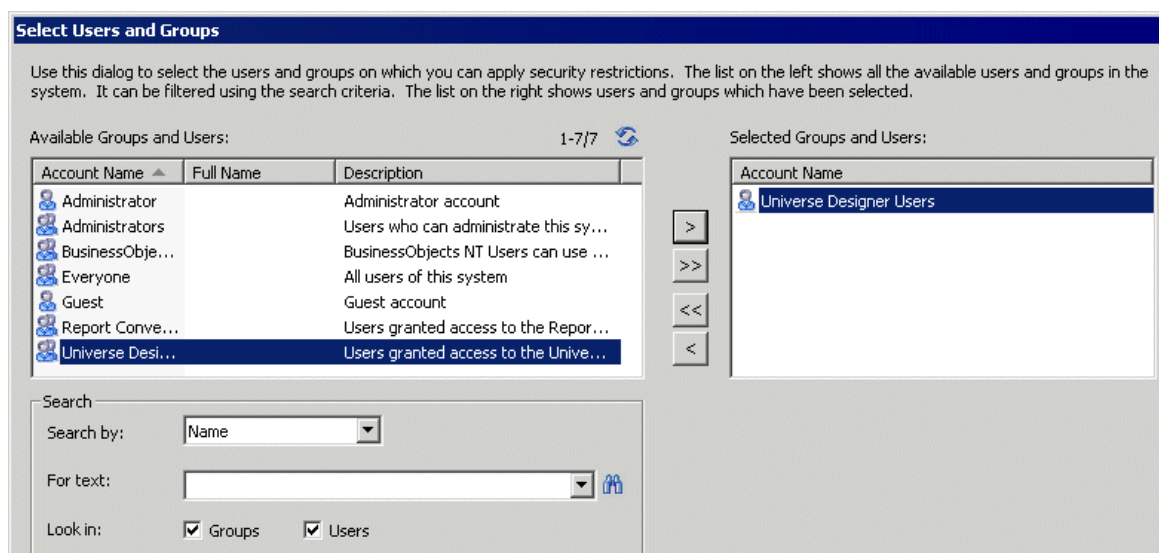 Select Users and Groups
Use this dialog to select the users and groups on which you can apply security restrictions. The list on the left shows all the available users and groups in the
system. It can be filtered using the search criteria. The list on the right shows users and groups which have been selected.
Available Groups and Users: 1-7/7 Selected Groups and Users:
Account Name Full Name Description Account Name
Administrator Administrator account Universe Designer Users
Administrators Users who can administrate this sy...
BusinessObje... BusinessObjects NT Users can use ...
Everyone All users of this system
Guest Guest account
Report Conve... Users granted access to the Repor...
Universe Desi... Users granted access to the Unive...
>
>>
<<
<
Search
Search by: Name
For text:
Look in: Groups Users